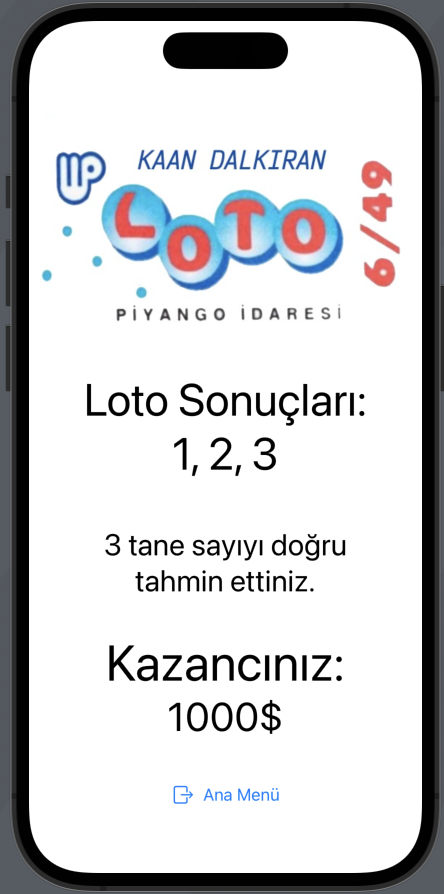 KAAN DALKIRAN
LOTO
6/49
PİYANGO İDARESİ
Loto Sonuçları:
1, 2, 3
3 tane sayıyı doğru
tahmin ettiniz.
Kazancınız:
1000$
Ana Menü